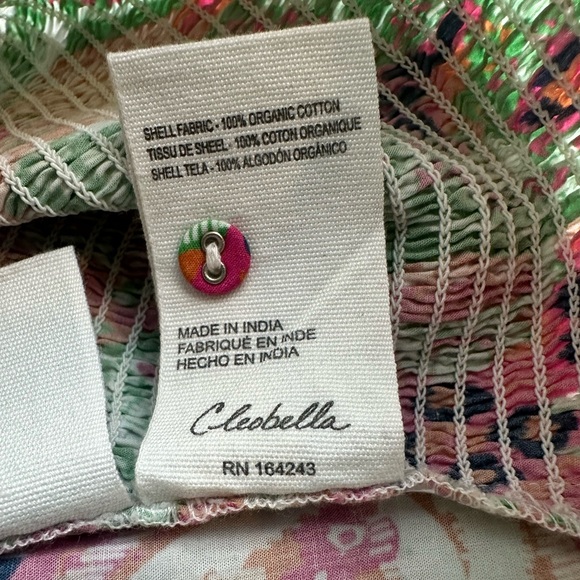 SHELL FABRIC - 100% ORGANIC COTTON
TISSU DE SHEEL - 100% COTON ORGANIQUE
SHELL TELA - 100% ALGODÓN ORGÁNICO
MADE IN INDIA
FABRIQUÉ EN INDE
HECHO EN INDIA
Cleobella
RN 164243